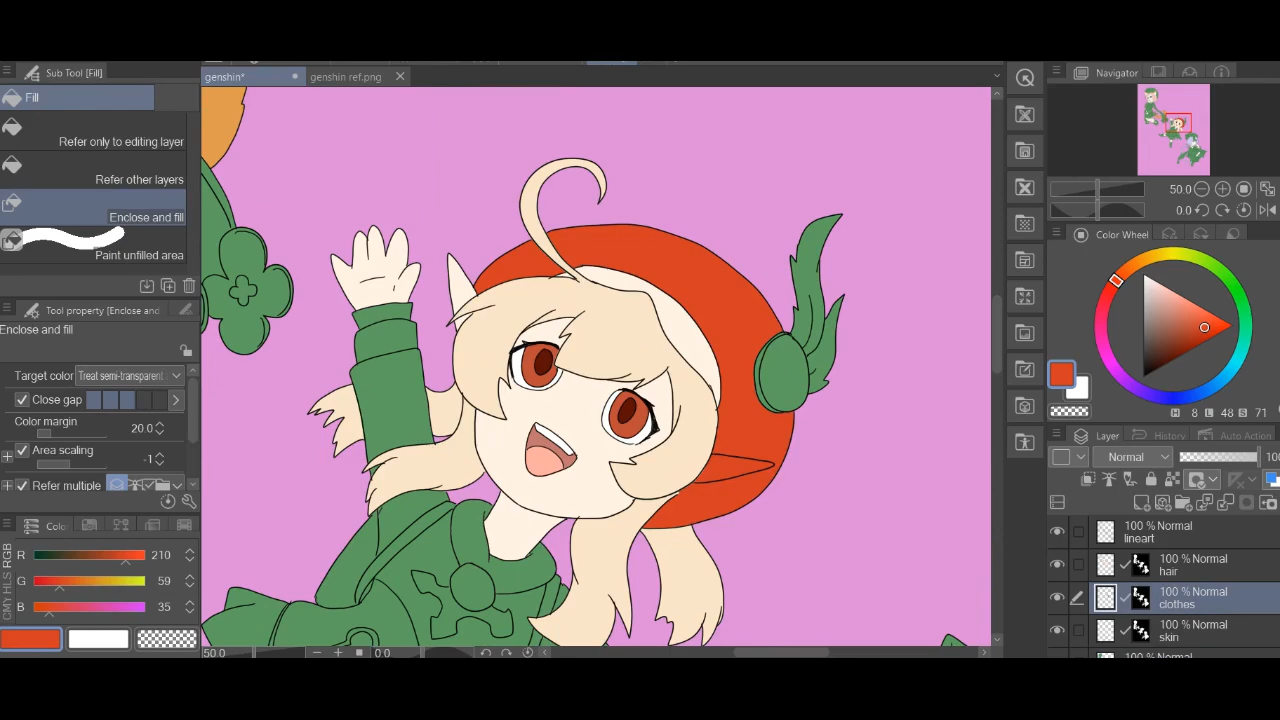 Sub Tool [Fill]
genshin*
genshin ref.png
Navigator
Fill
Refer only to editing layer
Refer other layers
Enclose and fill
Paint unfilled area
50.0
0.0
Color Wheel
Tool property [Enclose and
Enclose and fill
Target color
Treat semi-transparent
Close gap
Color margin
20.0
Area scaling
-1
Refer multiple
H 8 L 48 S 71
Layer
History
Auto Action
Normal
100
Color
RGB
HLS
CMY
R 210
G 59
B 35
100 % Normal
lineart
100 % Normal
hair
100 % Normal
clothes
100 % Normal
skin
50.0
0.0